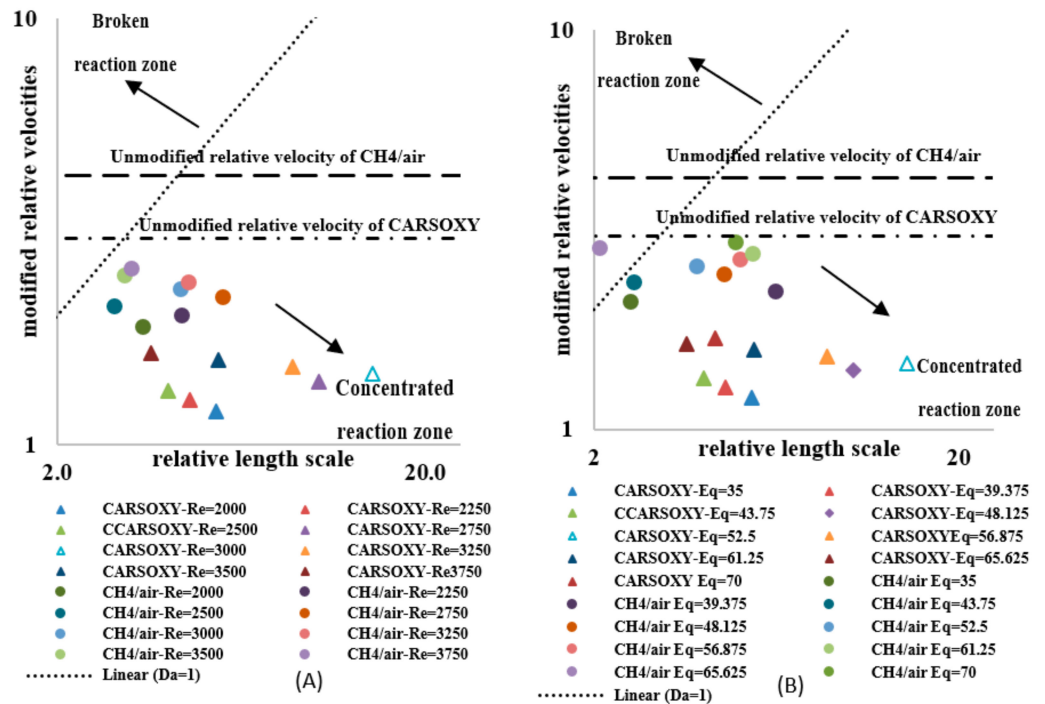 10
Broken
reaction zone
Unmodified relative velocity of CH4/air
Unmodified relative velocity of CARSOXY
modified relative velocities
Concentrated
reaction zone
1
relative length scale
2.0
20.0
CARSOXY-Re=2000
CARSOXY-Re=2250
CCARSOXY-Re=2500
CARSOXY-Re=2750
CARSOXY-Re=3000
CARSOXY-Re=3250
CARSOXY-Re=3500
CARSOXY-Re3750
CH4/air-Re=2000
CH4/air-Re=2250
CH4/air-Re=2500
CH4/air-Re=2750
CH4/air-Re=3000
CH4/air-Re=3250
CH4/air-Re=3500
CH4/air-Re=3750
Linear (Da=1)
(A)
10
Broken
reaction zone
Unmodified relative velocity of CH4/air
Unmodified relative velocity of CARSOXY
modified relative velocities
Concentrated
reaction zone
1
relative length scale
2
20
CARSOXY-Eq=35
CARSOXY-Eq=39.375
CCARSOXY-Eq=43.75
CARSOXY-Eq=48.125
CARSOXY-Eq=52.5
CARSOXYEq=56.875
CARSOXY-Eq=61.25
CARSOXY-Eq=65.625
CARSOXY Eq=70
CH4/air Eq=35
CH4/air Eq=39.375
CH4/air Eq=43.75
CH4/air Eq=48.125
CH4/air Eq=52.5
CH4/air Eq=56.875
CH4/air Eq=61.25
CH4/air Eq=65.625
CH4/air Eq=70
Linear (Da=1)
(B)